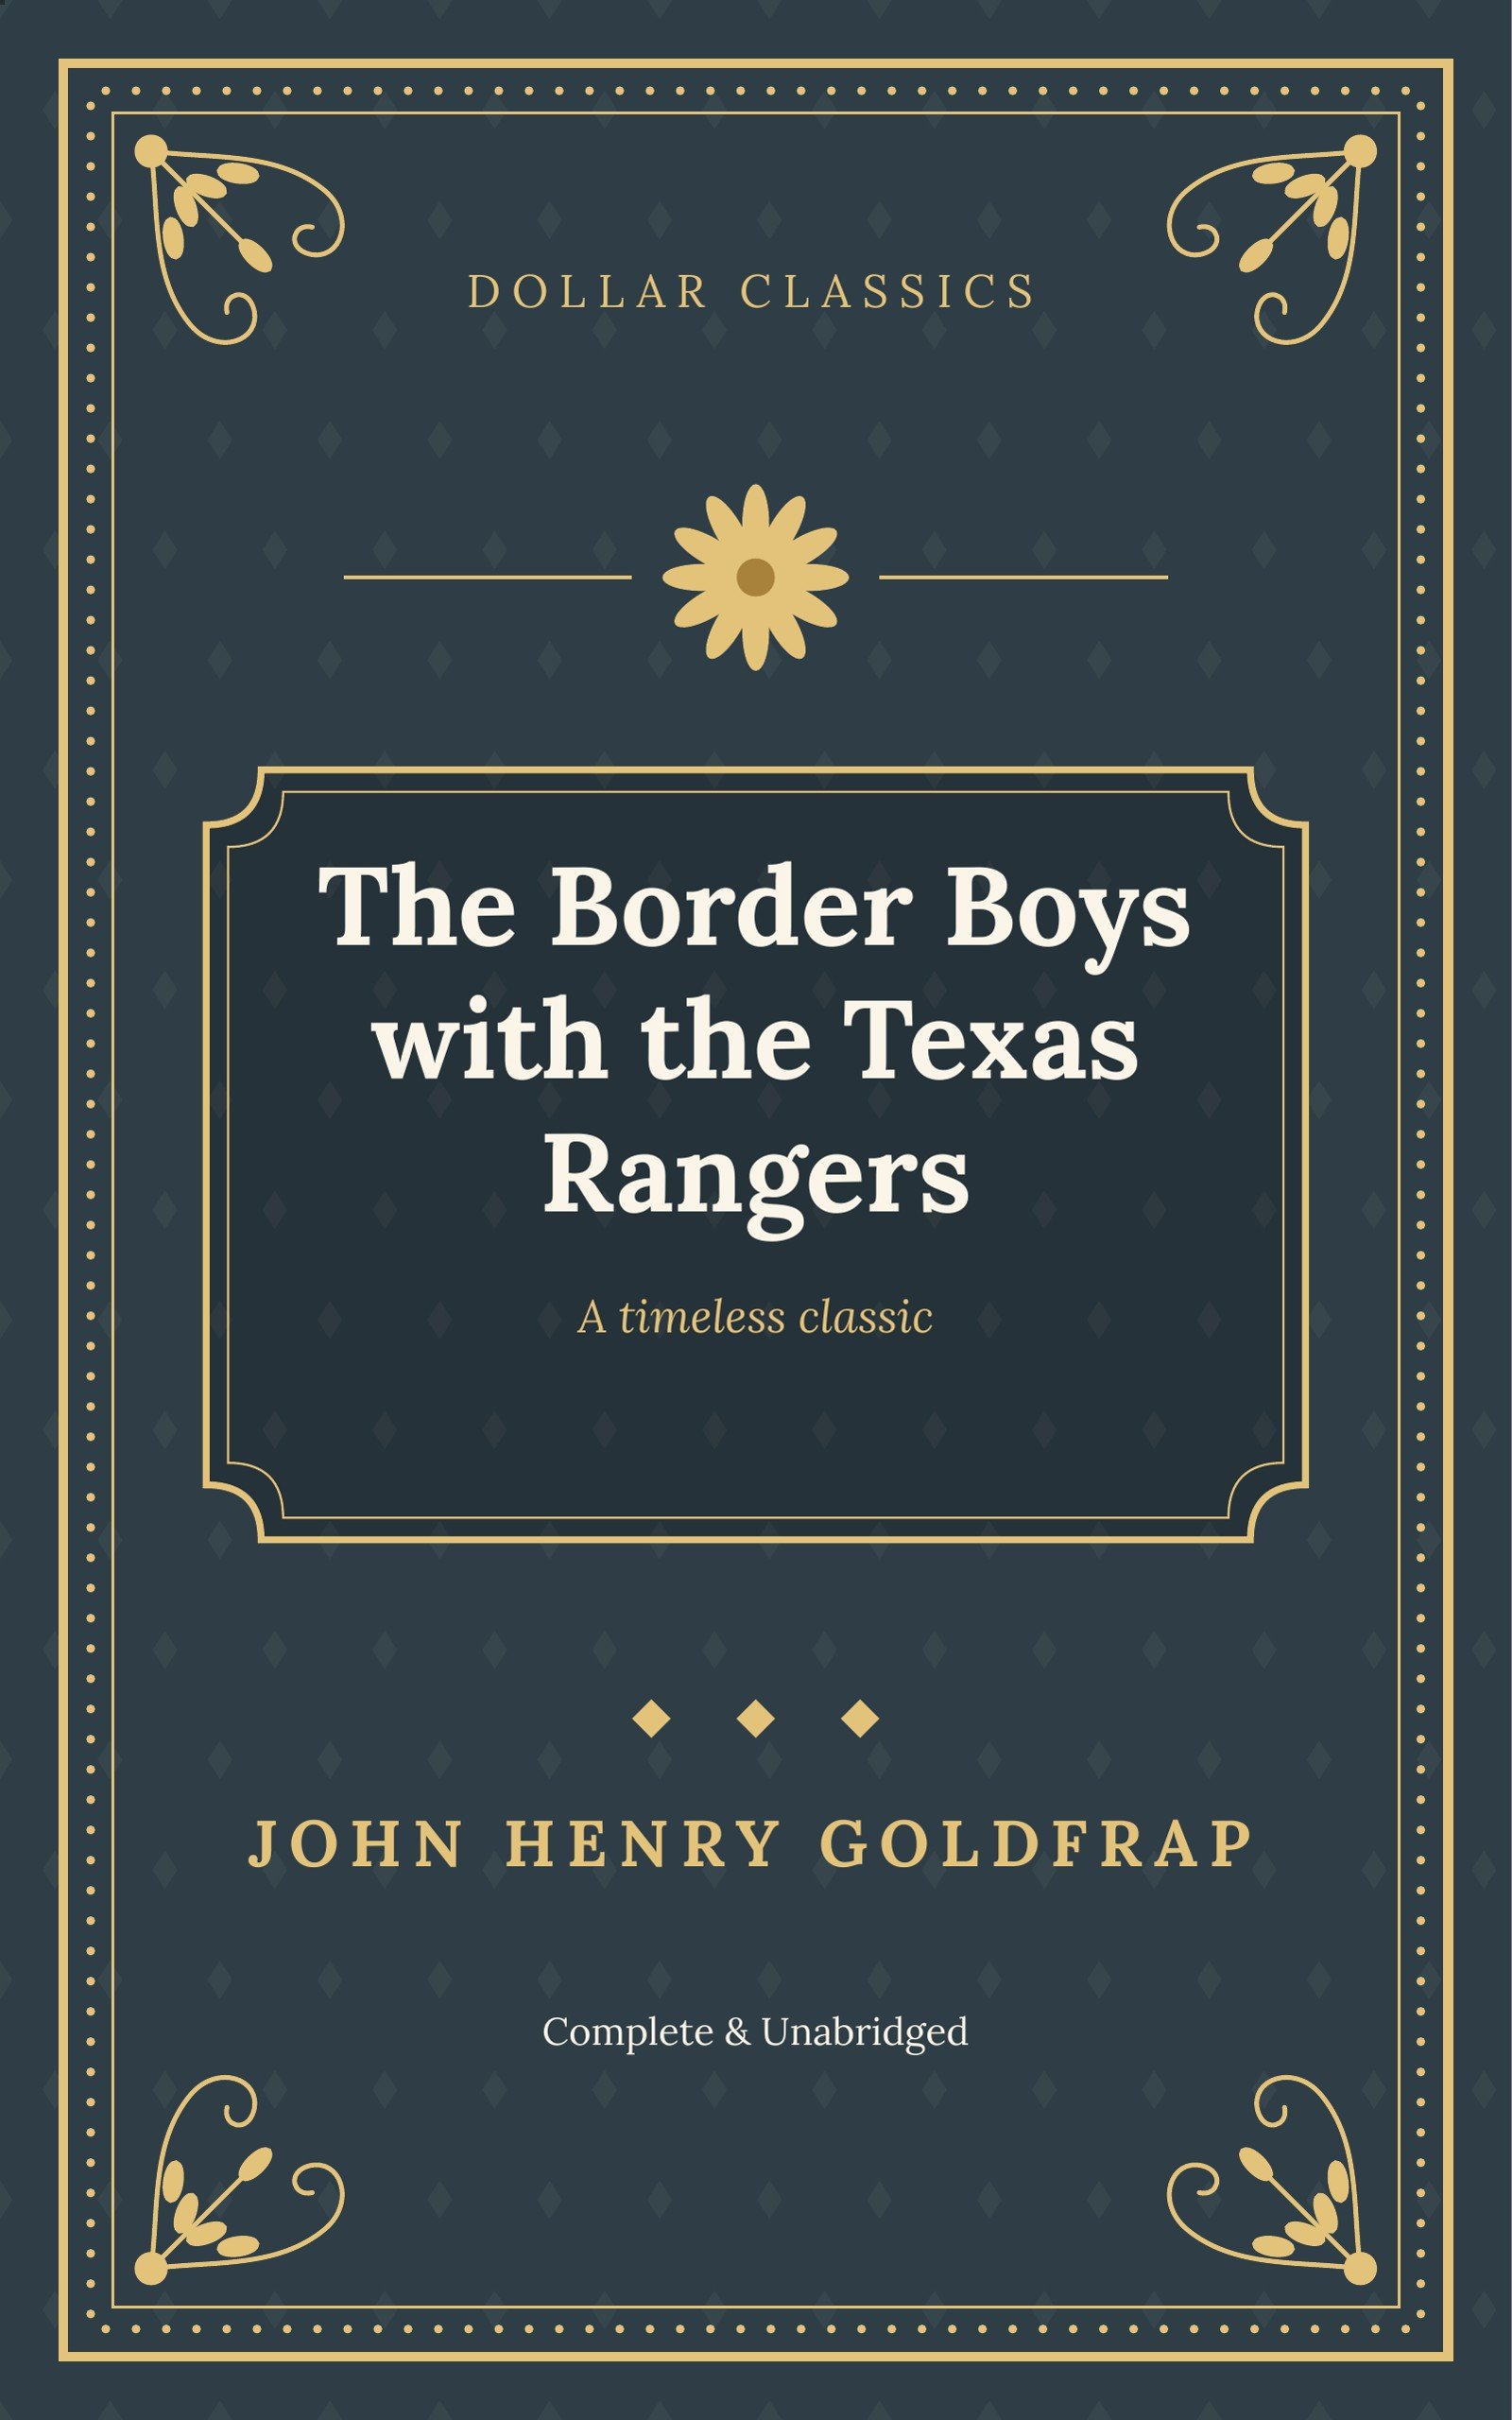 DOLLAR CLASSICS
The Border Boys
with the Texas
Rangers
A timeless classic
JOHN HENRY GOLDFRAP
Complete & Unabridged